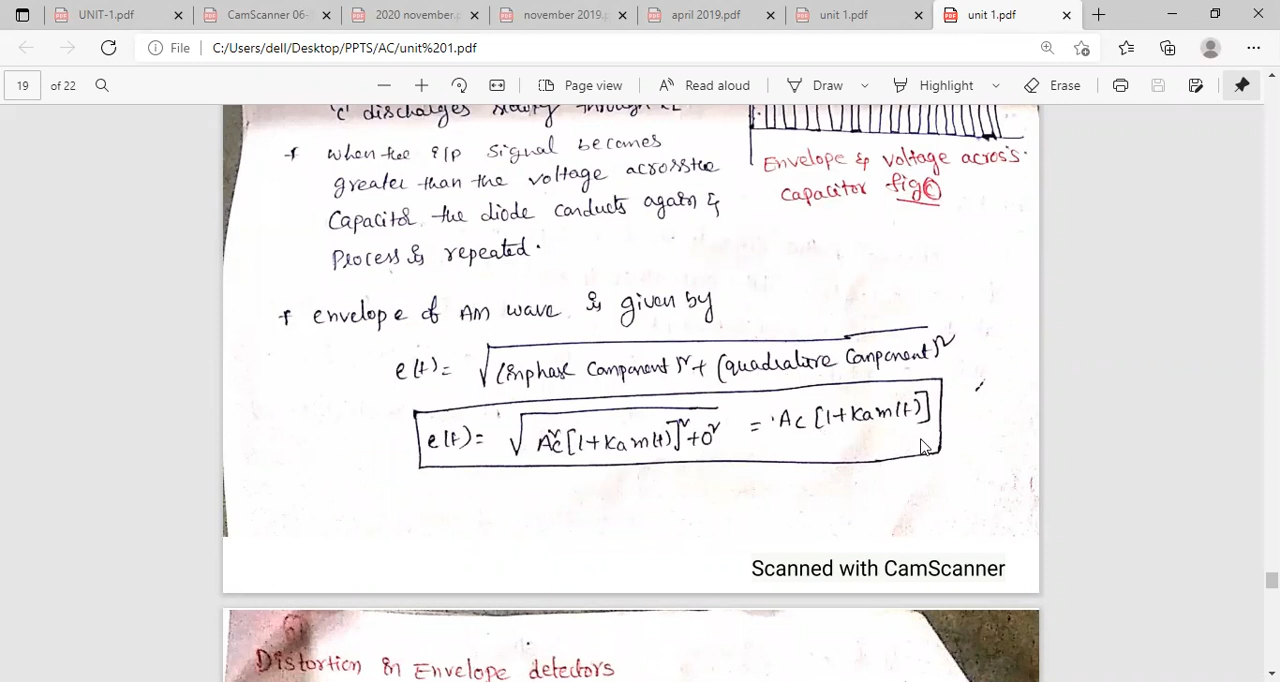 UNIT-1.pdf
CamScanner 06-
2020 november.
november 2019.
april 2019.pdf
unit 1.pdf
unit 1.pdf
File
C:/Users/dell/Desktop/PPTS/AC/unit%201.pdf
19 of 22
Page view
Read aloud
Draw
Highlight
Erase
'c' discharges slowly through RL
when the i/p signal becomes
greater than the voltage across the
capacitor the diode conducts again &
Process is repeated.
Envelope & voltage across
capacitor fig ©
envelope of AM wave is given by
e(t) = √(Inphase Component)² + (quadrature Component)²
e(t) = √Ac²[1+Kam(t)]²+0² = Ac[1+Kam(t)]
Scanned with CamScanner
Distortion in Envelope detectors